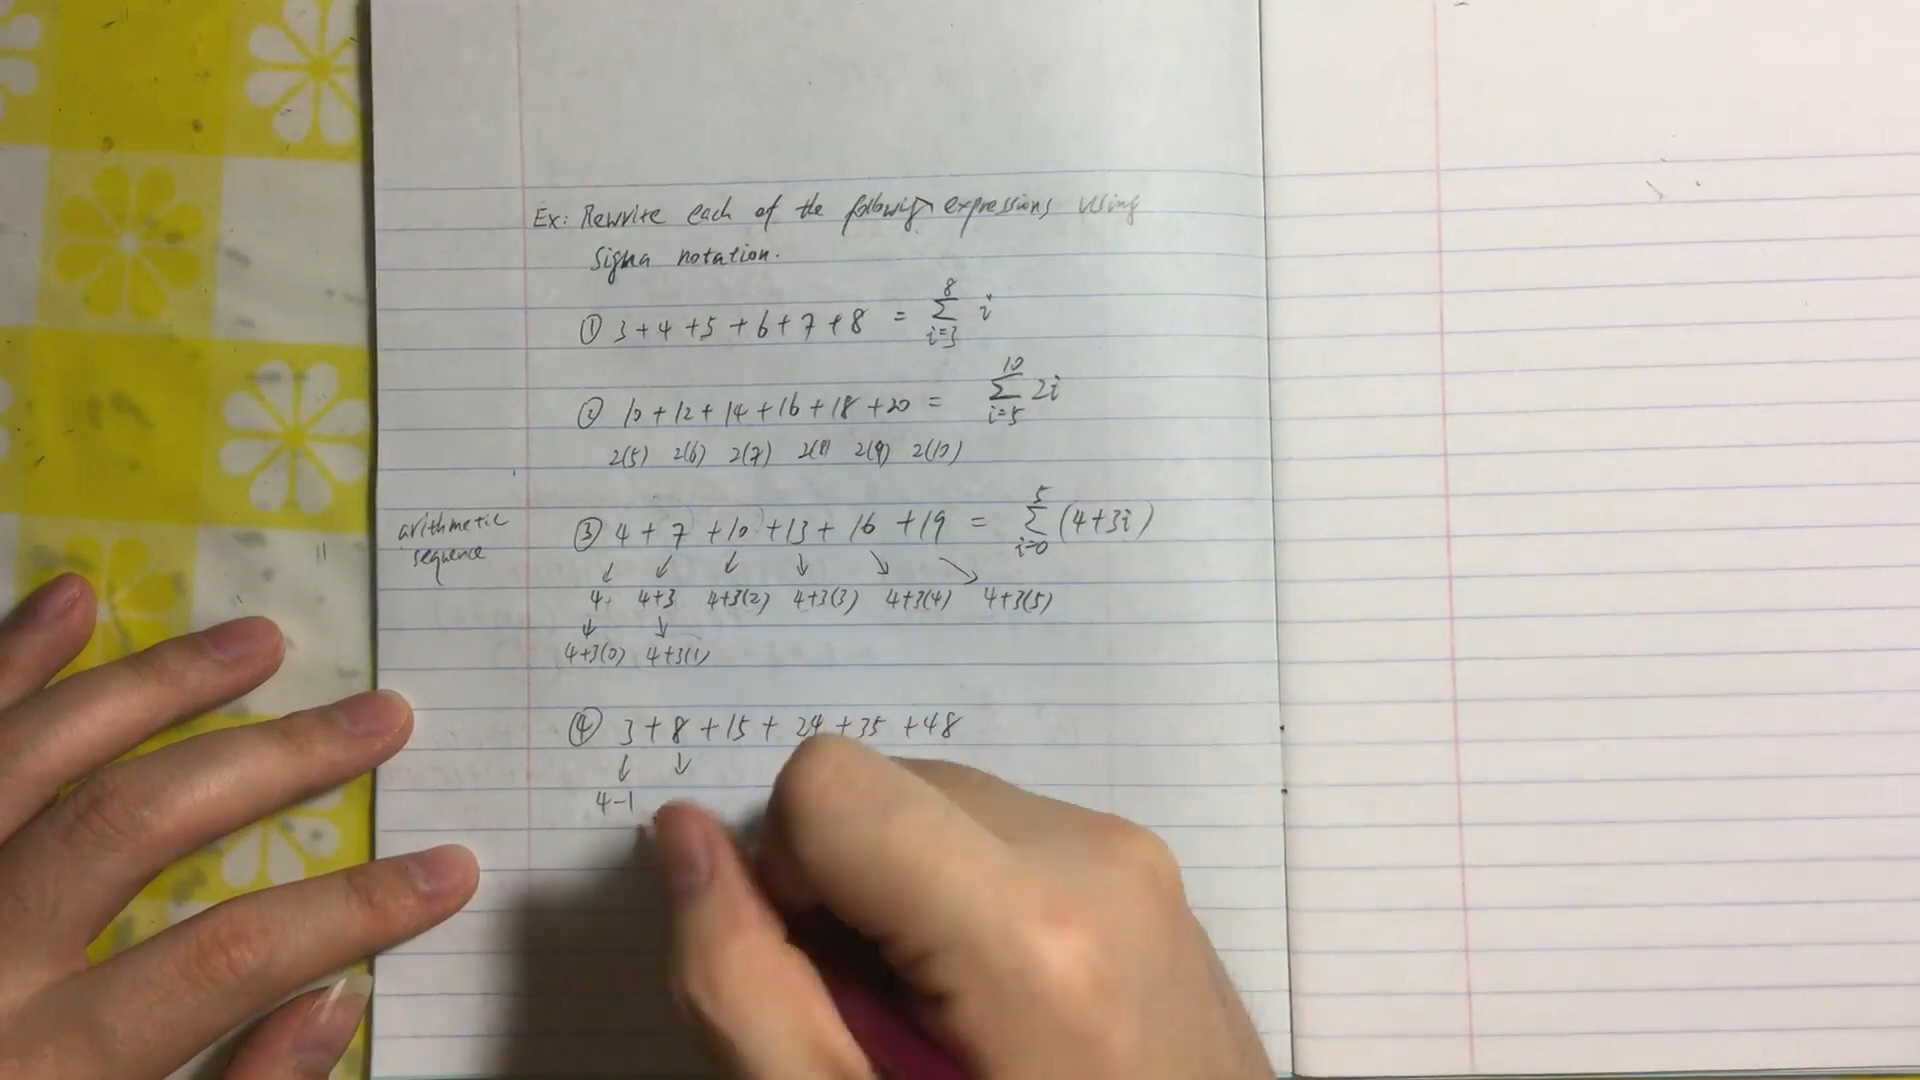 Ex: Rewrite each of the following expressions using
Sigma notation.
① 3 + 4 + 5 + 6 + 7 + 8 = 8 Σ i=3 i
② 10 + 12 + 14 + 16 + 18 + 20 = 10 Σ i=5 2i
2(5) 2(6) 2(7) 2(8) 2(9) 2(10)
arithmetic
sequence
③ 4 + 7 + 10 + 13 + 16 + 19 = 5 Σ i=0 (4+3i)
↓ ↓ ↓ ↓ ↘ ↘
4 4+3 4+3(2) 4+3(3) 4+3(4) 4+3(5)
↓ ↓
4+3(0) 4+3(1)
④ 3 + 8 + 15 + 24 + 35 + 48
↓ ↓
4-1